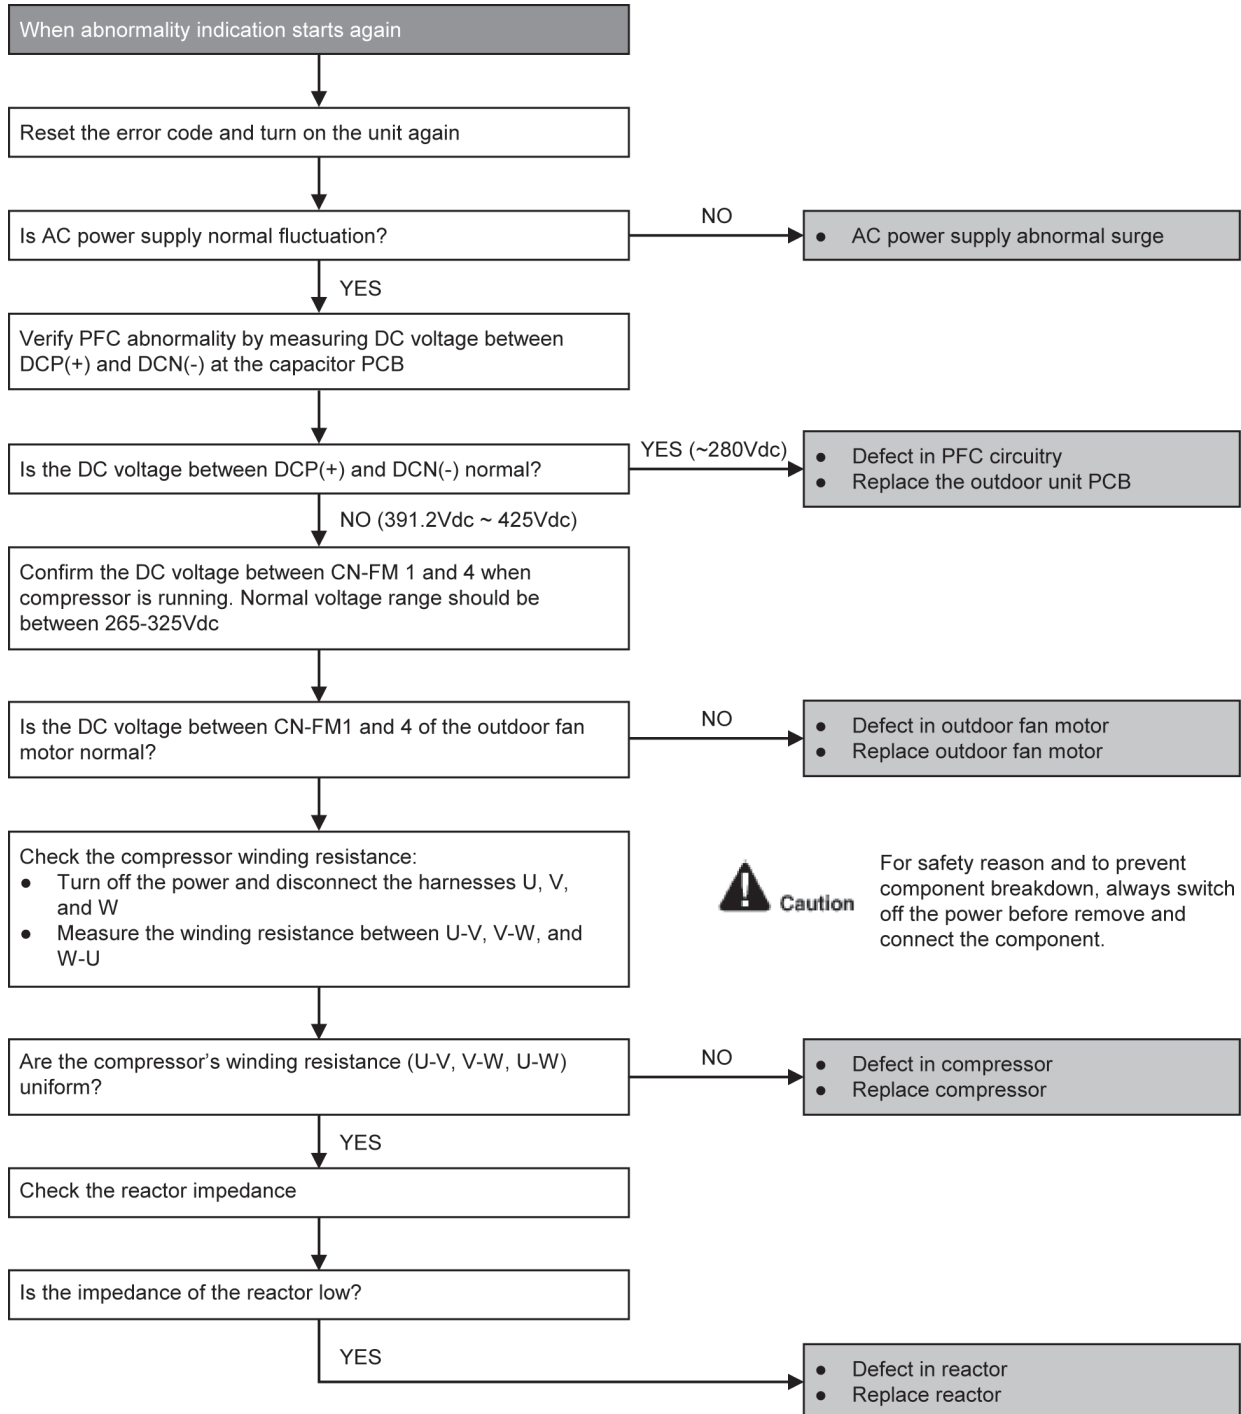 When abnormality indication starts again
Reset the error code and turn on the unit again
Is AC power supply normal fluctuation?
NO
● AC power supply abnormal surge
YES
Verify PFC abnormality by measuring DC voltage between
DCP(+) and DCN(-) at the capacitor PCB
Is the DC voltage between DCP(+) and DCN(-) normal?
YES (~280Vdc)
● Defect in PFC circuitry
● Replace the outdoor unit PCB
NO (391.2Vdc ~ 425Vdc)
Confirm the DC voltage between CN-FM 1 and 4 when
compressor is running. Normal voltage range should be
between 265-325Vdc
Is the DC voltage between CN-FM1 and 4 of the outdoor fan
motor normal?
NO
● Defect in outdoor fan motor
● Replace outdoor fan motor
Check the compressor winding resistance:
● Turn off the power and disconnect the harnesses U, V,
and W
● Measure the winding resistance between U-V, V-W, and
W-U
Caution
For safety reason and to prevent
component breakdown, always switch
off the power before remove and
connect the component.
Are the compressor’s winding resistance (U-V, V-W, U-W)
uniform?
NO
● Defect in compressor
● Replace compressor
YES
Check the reactor impedance
Is the impedance of the reactor low?
YES
● Defect in reactor
● Replace reactor